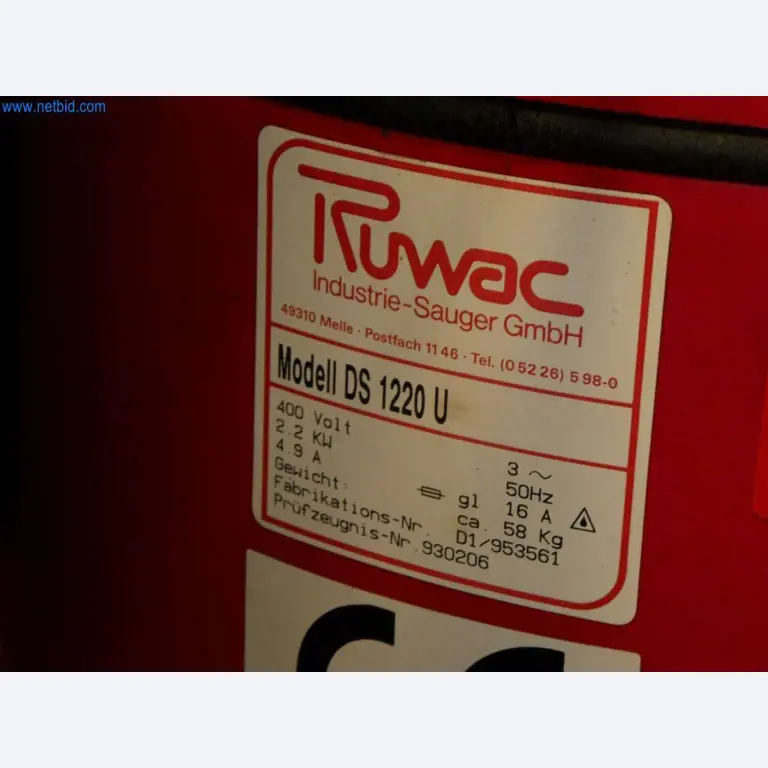 www.netbid.com
Ruwac
Industrie-Sauger GmbH
49310 Melle · Postfach 11 46 · Tel. (0 52 26) 5 98-0
Modell DS 1220 U
400 Volt 3 ~
2.2 KW 50Hz
4.9 A gl 16 A
Gewicht: ca. 58 Kg
Fabrikations-Nr. D1/953561
Prüfzeugnis-Nr.930206
CE